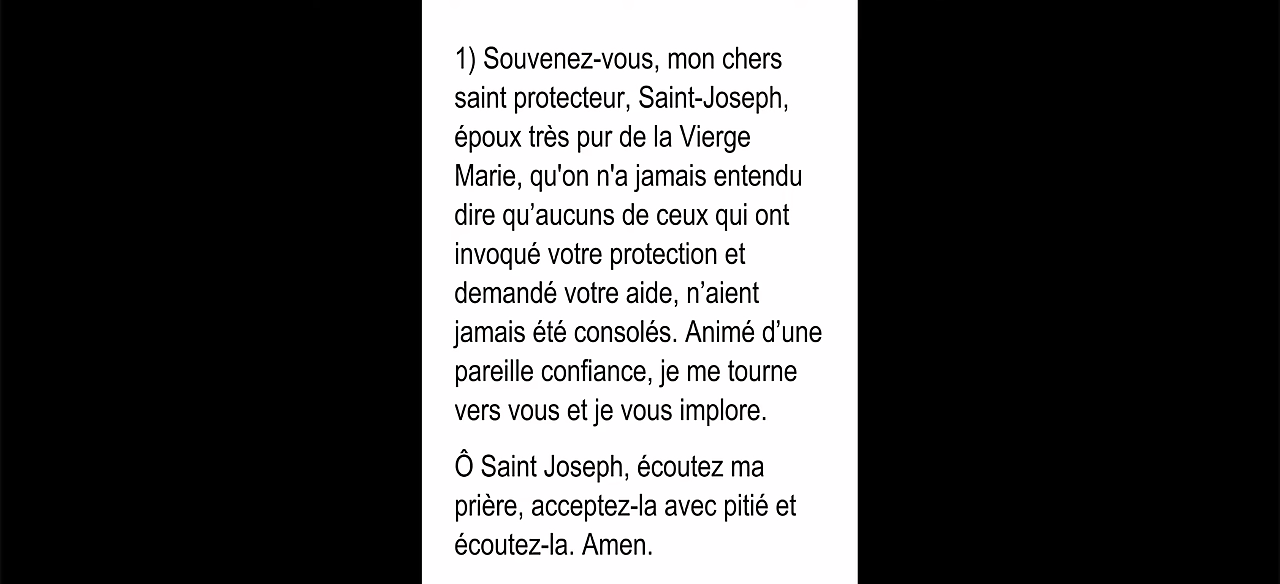 1) Souvenez-vous, mon chers
saint protecteur, Saint-Joseph,
époux très pur de la Vierge
Marie, qu'on n'a jamais entendu
dire qu’aucuns de ceux qui ont
invoqué votre protection et
demandé votre aide, n’aient
jamais été consolés. Animé d’une
pareille confiance, je me tourne
vers vous et je vous implore.
Ô Saint Joseph, écoutez ma
prière, acceptez-la avec pitié et
écoutez-la. Amen.